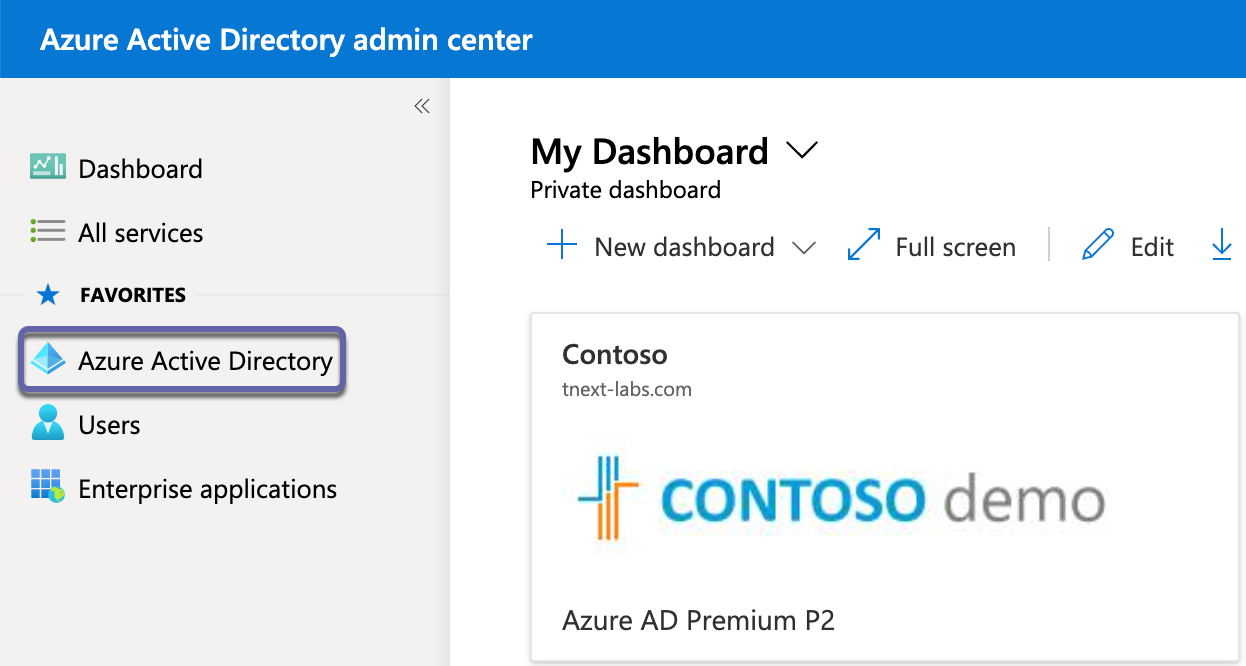 Azure Active Directory admin center
Dashboard
All services
FAVORITES
Azure Active Directory
Users
Enterprise applications
My Dashboard
Private dashboard
New dashboard
Full screen
Edit
Contoso
tnext-labs.com
CONTOSO demo
Azure AD Premium P2